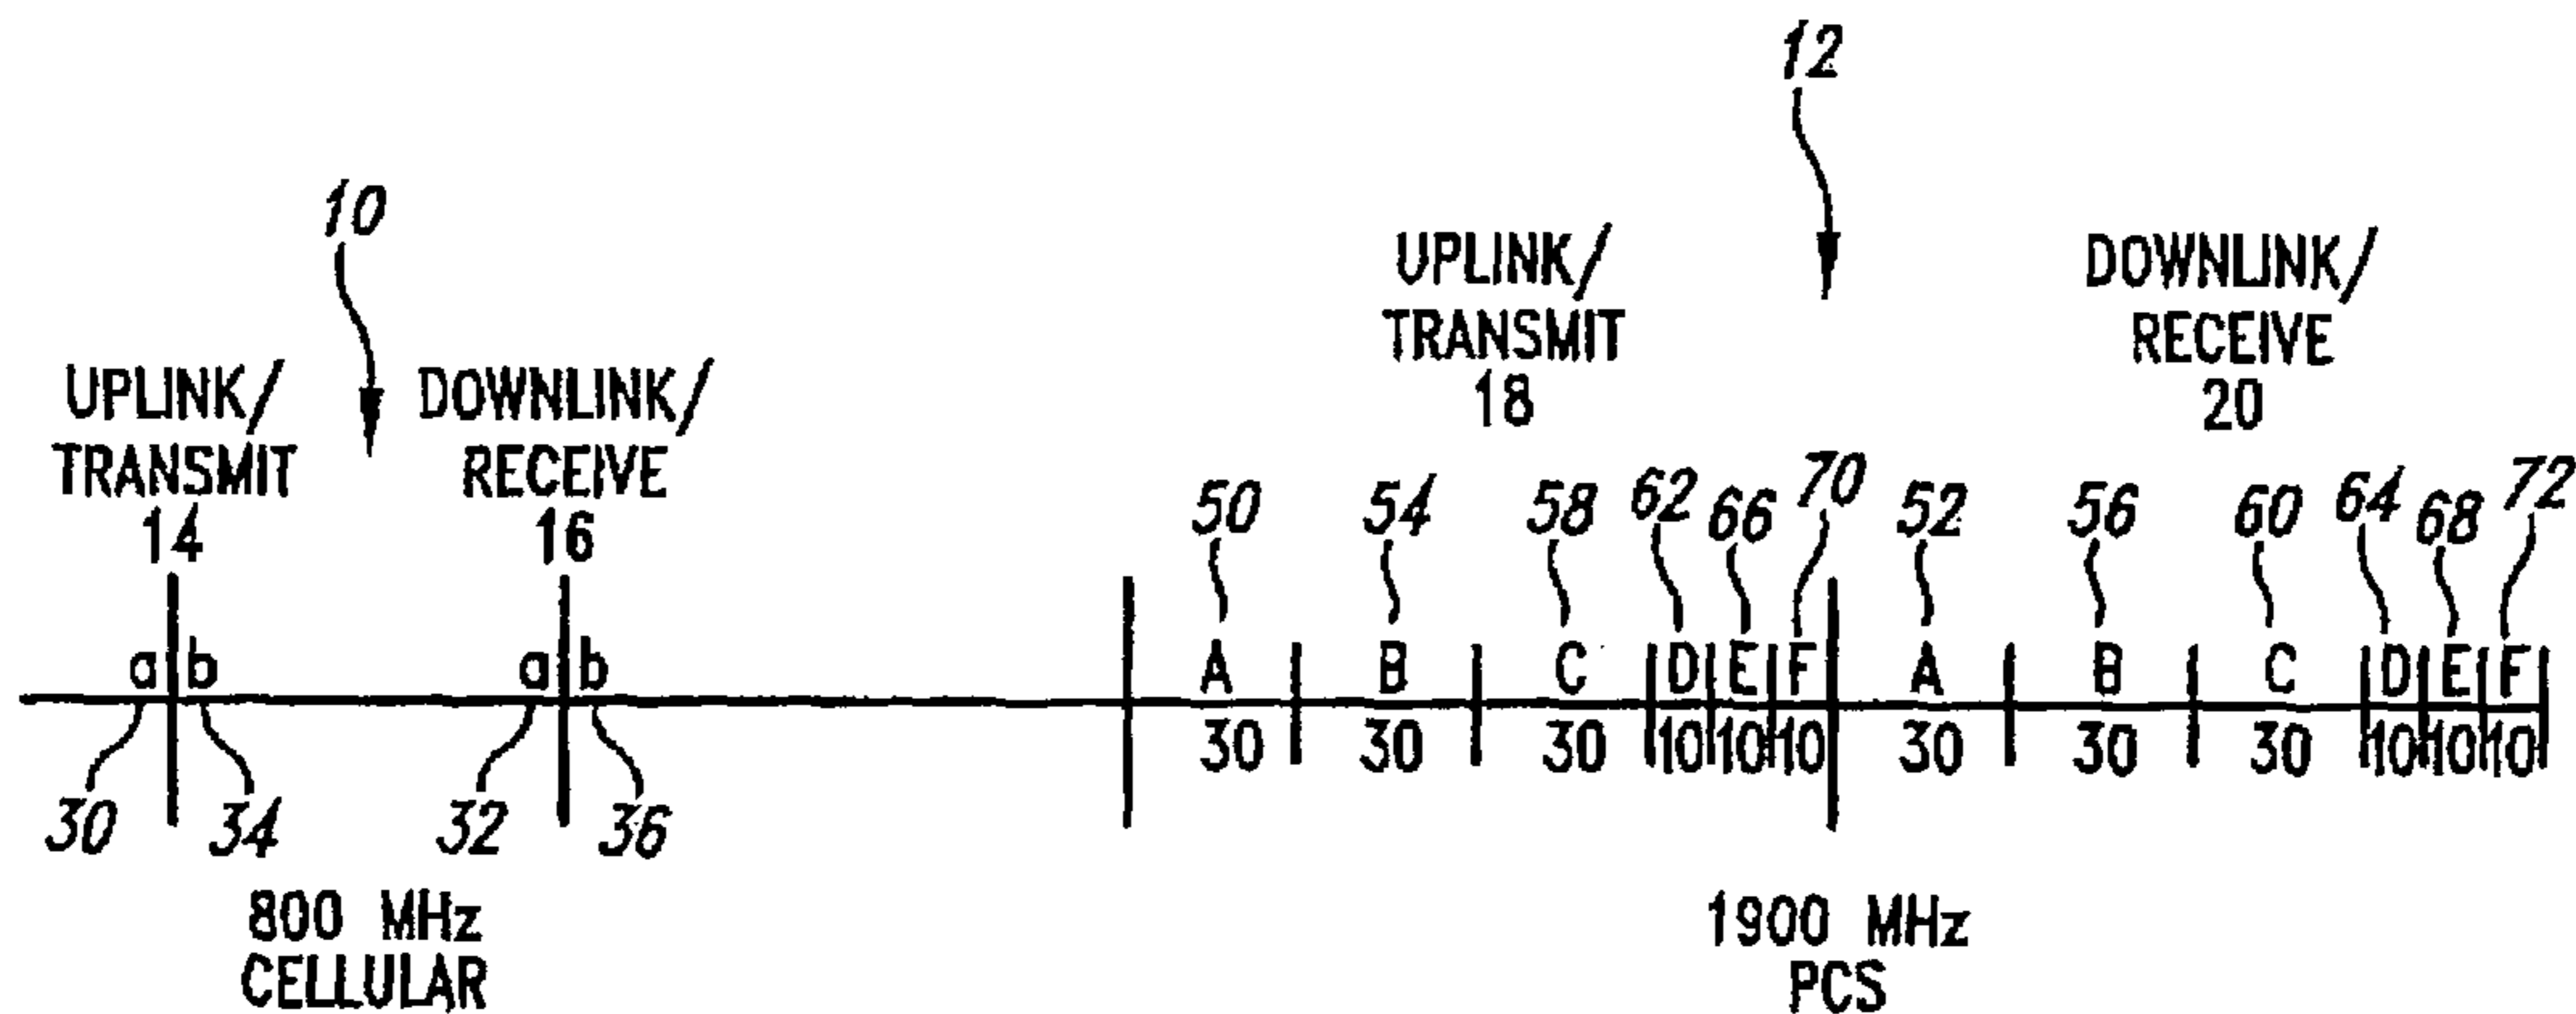 12
10
UPLINK/
TRANSMIT
18
DOWNLINK/
RECEIVE
20
UPLINK/
TRANSMIT
14
DOWNLINK/
RECEIVE
16
50 54 58 62 66 70 52 56 60 64 68 72
a b a b A B C D E F A B C D E F
30 30 30 10 10 10 30 30 30 10 10 10
30 34 32 36
800 MHz
CELLULAR
1900 MHz
PCS